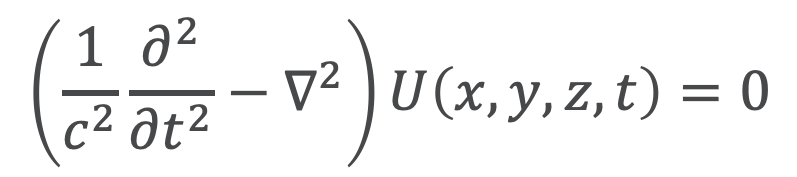 (1/c² ∂²/∂t² − ∇²) U(x, y, z, t) = 0